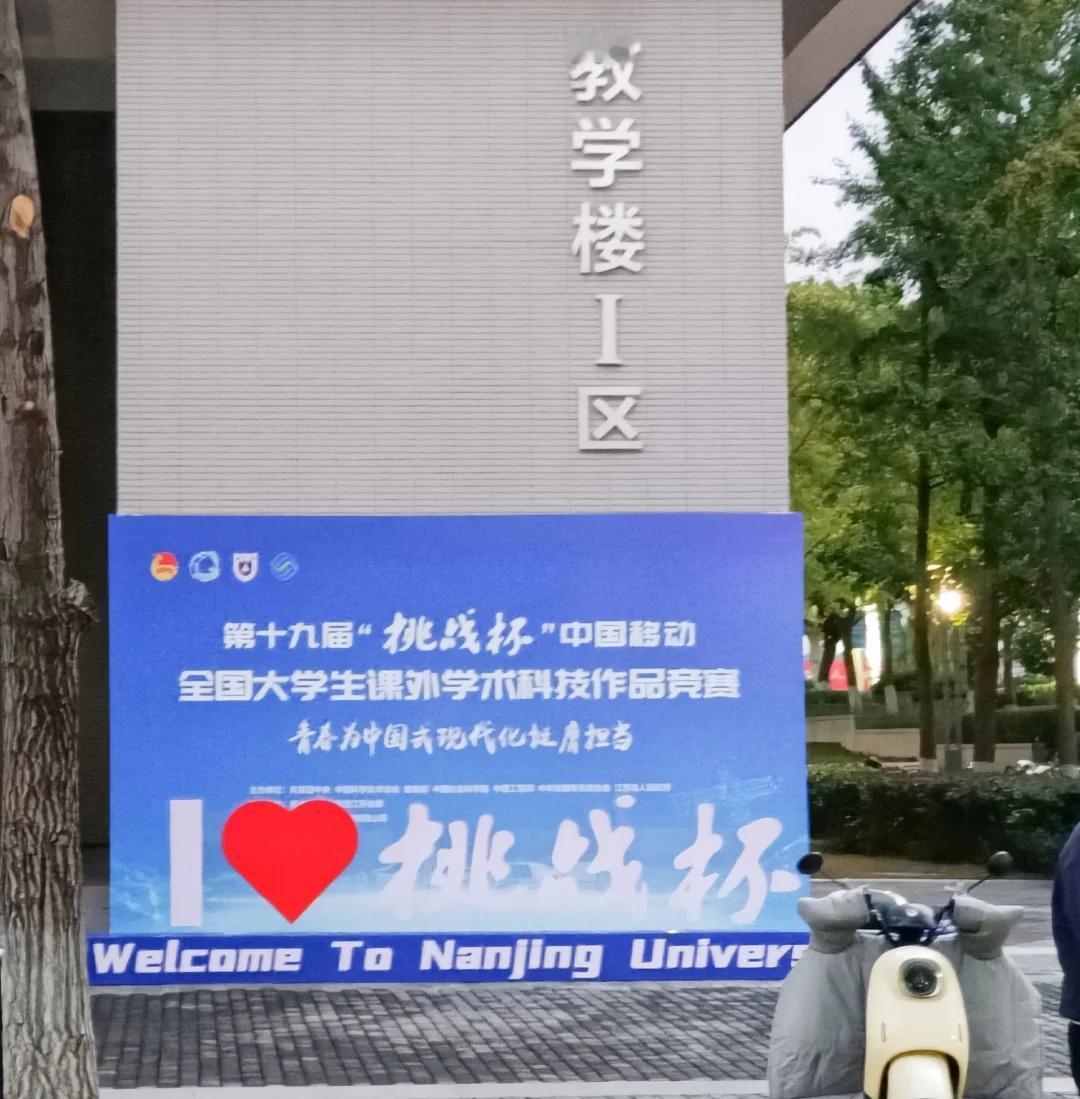 教学楼I区
第十九届“挑战杯”中国移动
全国大学生课外学术科技作品竞赛
青春为中国式现代化挺膺担当
I 挑战杯
Welcome To Nanjing Univers